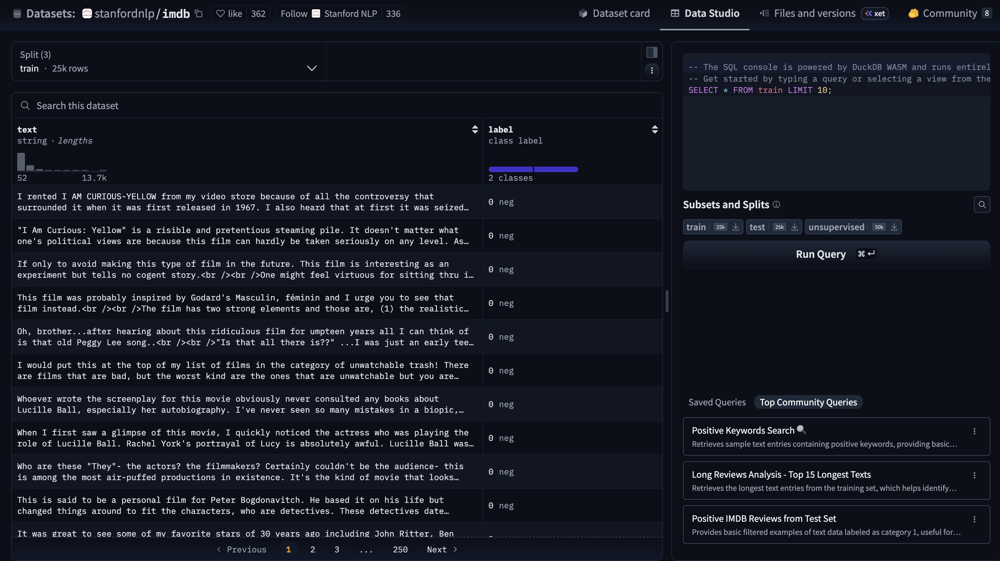 Datasets: stanfordnlp/imdb like 362 Follow Stanford NLP 336 Dataset card Data Studio Files and versions xet Community 8
Split (3)
train · 25k rows
Search this dataset
text
string · lengths
52 13.7k
label
class label
2 classes
I rented I AM CURIOUS-YELLOW from my video store because of all the controversy that
surrounded it when it was first released in 1967. I also heard that at first it was seized…
0 neg
"I Am Curious: Yellow" is a risible and pretentious steaming pile. It doesn't matter what
one's political views are because this film can hardly be taken seriously on any level. As…
0 neg
If only to avoid making this type of film in the future. This film is interesting as an
experiment but tells no cogent story.<br /><br />One might feel virtuous for sitting thru i…
0 neg
This film was probably inspired by Godard's Masculin, féminin and I urge you to see that
film instead.<br /><br />The film has two strong elements and those are, (1) the realistic…
0 neg
Oh, brother...after hearing about this ridiculous film for umpteen years all I can think of
is that old Peggy Lee song..<br /><br />"Is that all there is??" ...I was just an early tee…
0 neg
I would put this at the top of my list of films in the category of unwatchable trash! There
are films that are bad, but the worst kind are the ones that are unwatchable but you are…
0 neg
Whoever wrote the screenplay for this movie obviously never consulted any books about
Lucille Ball, especially her autobiography. I've never seen so many mistakes in a biopic,…
0 neg
When I first saw a glimpse of this movie, I quickly noticed the actress who was playing the
role of Lucille Ball. Rachel York's portrayal of Lucy is absolutely awful. Lucille Ball was…
0 neg
Who are these "They"- the actors? the filmmakers? Certainly couldn't be the audience- this
is among the most air-puffed productions in existence. It's the kind of movie that looks…
0 neg
This is said to be a personal film for Peter Bogdonavitch. He based it on his life but
changed things around to fit the characters, who are detectives. These detectives date…
0 neg
It was great to see some of my favorite stars of 30 years ago including John Ritter, Ben
Previous 1 2 3 ... 250 Next
-- The SQL console is powered by DuckDB WASM and runs entirel
-- Get started by typing a query or selecting a view from the
SELECT * FROM train LIMIT 10;
Subsets and Splits
train 25k test 25k unsupervised 50k
Run Query ⌘ ↵
Saved Queries Top Community Queries
Positive Keywords Search
Retrieves sample text entries containing positive keywords, providing basic…
Long Reviews Analysis - Top 15 Longest Texts
Retrieves the longest text entries from the training set, which helps identify…
Positive IMDB Reviews from Test Set
Provides basic filtered examples of text data labeled as category 1, useful for…